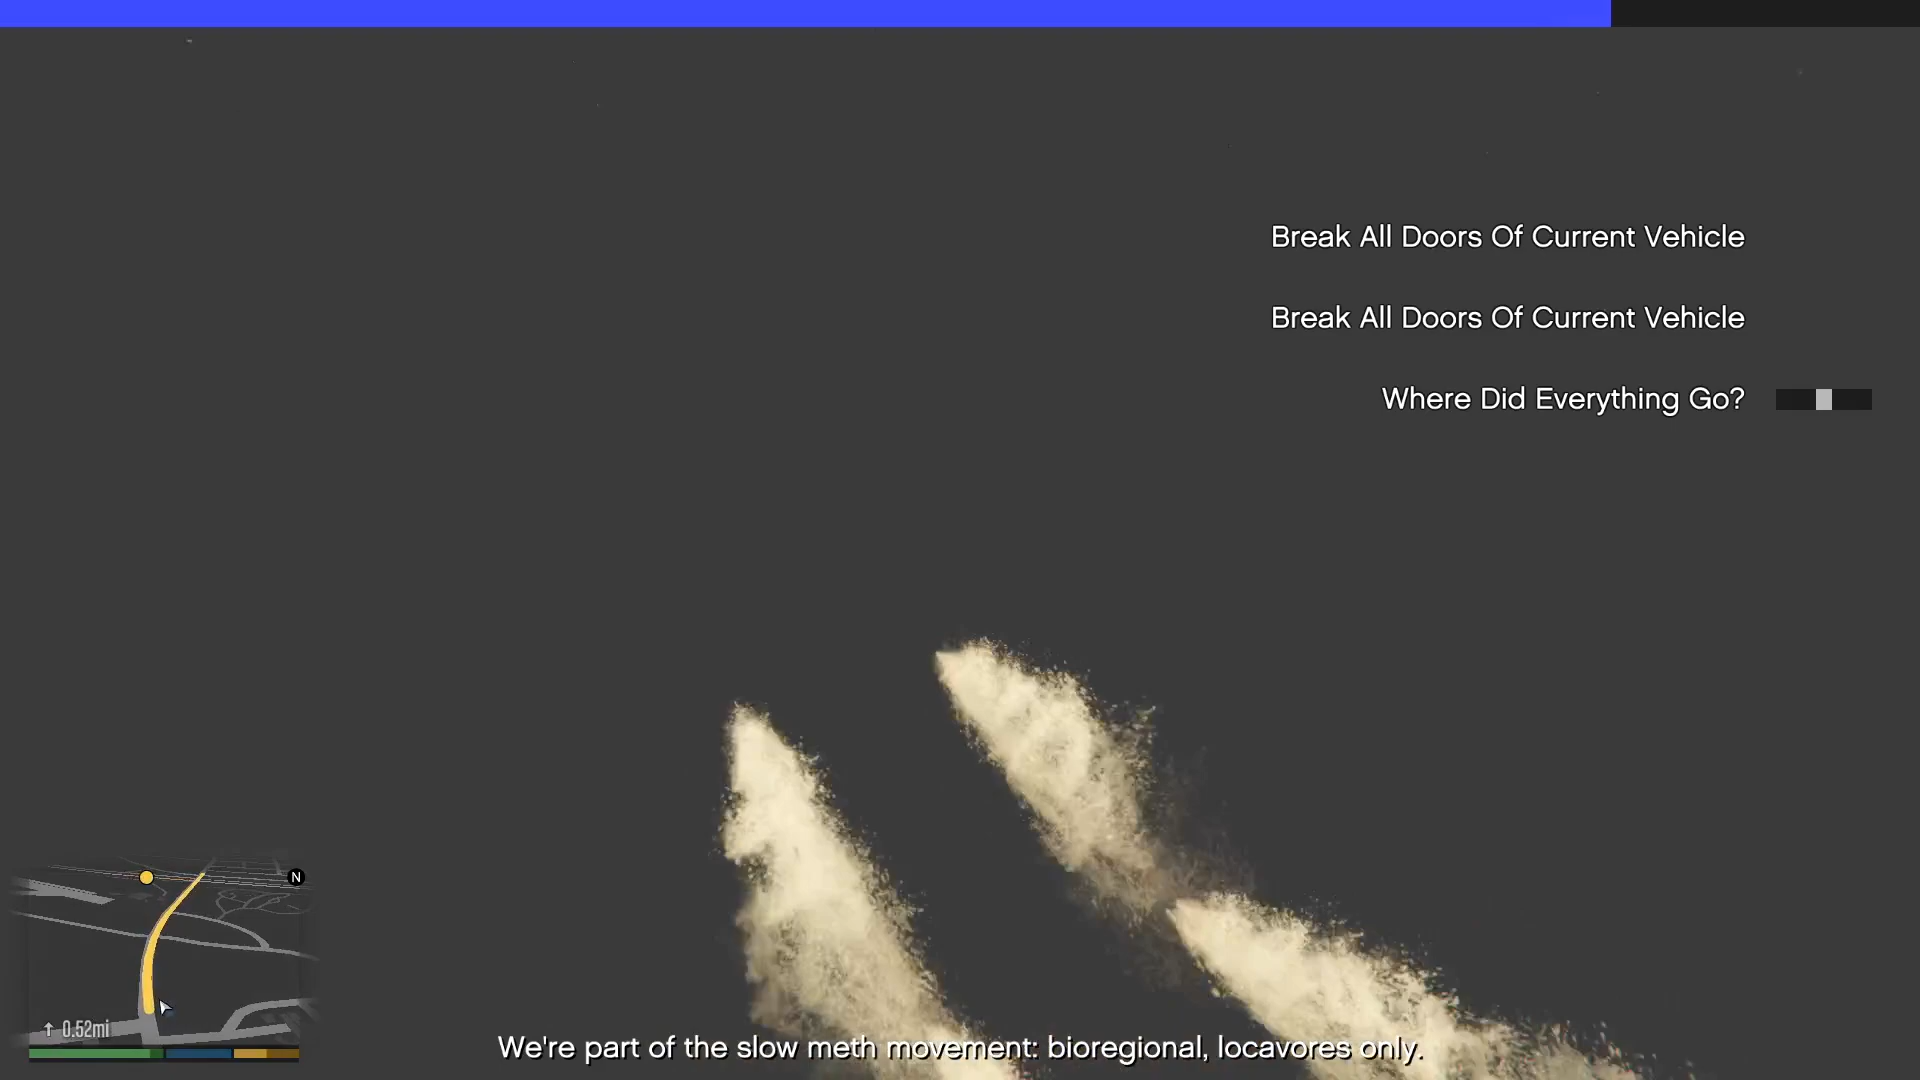 Break All Doors Of Current Vehicle
Break All Doors Of Current Vehicle
Where Did Everything Go?
N
0.52mi
We're part of the slow meth movement: bioregional, locavores only.